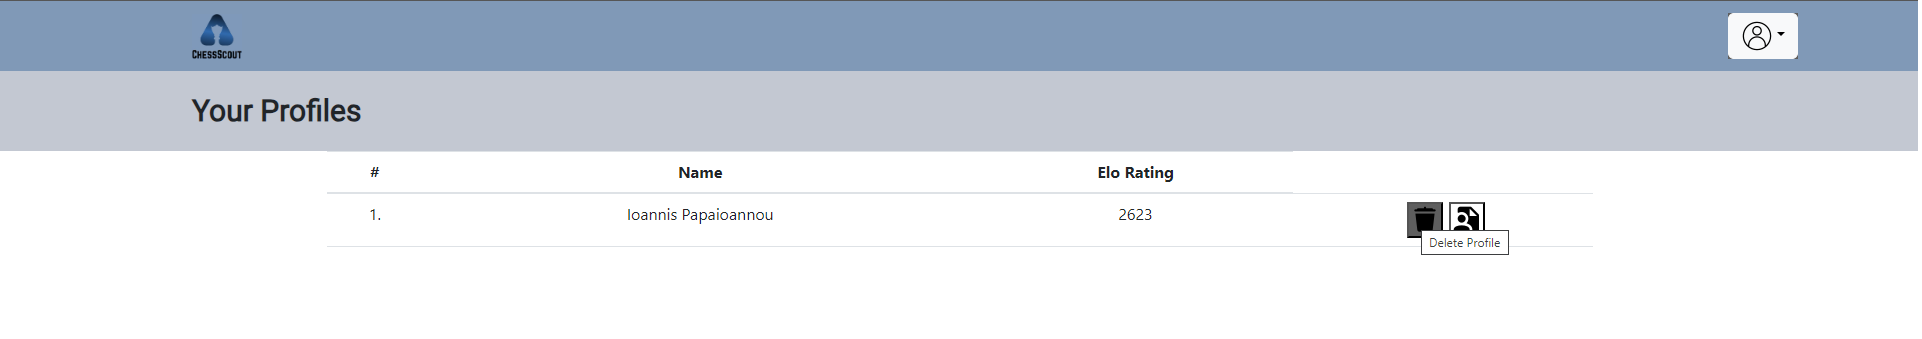 ChessScout
Your Profiles
# Name Elo Rating
1. Ioannis Papaioannou 2623
Delete Profile